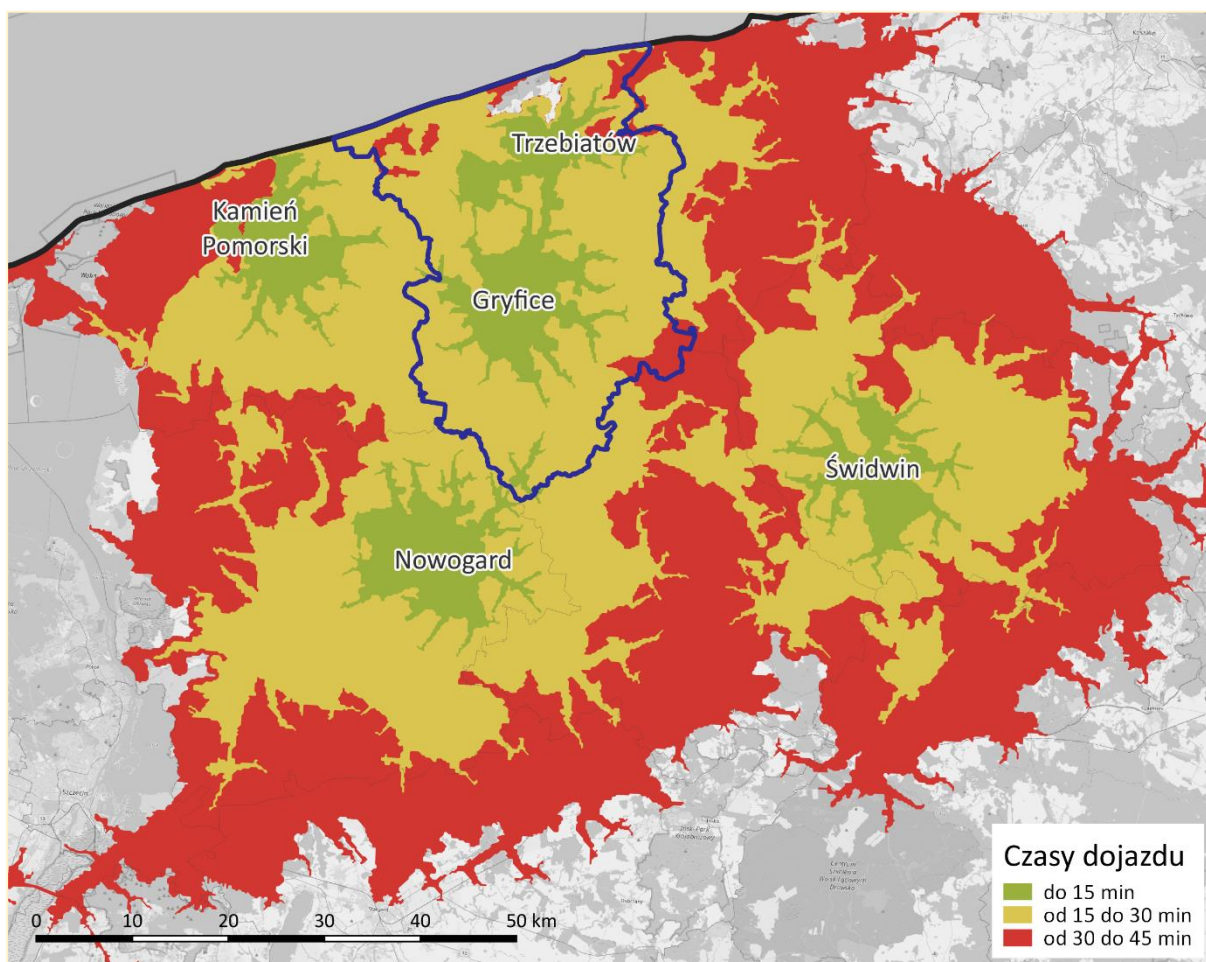 Trzebiatów
Kamień
Pomorski
Gryfice
Świdwin
Nowogard
Czasy dojazdu
do 15 min
od 15 do 30 min
od 30 do 45 min
0 10 20 30 40 50 km